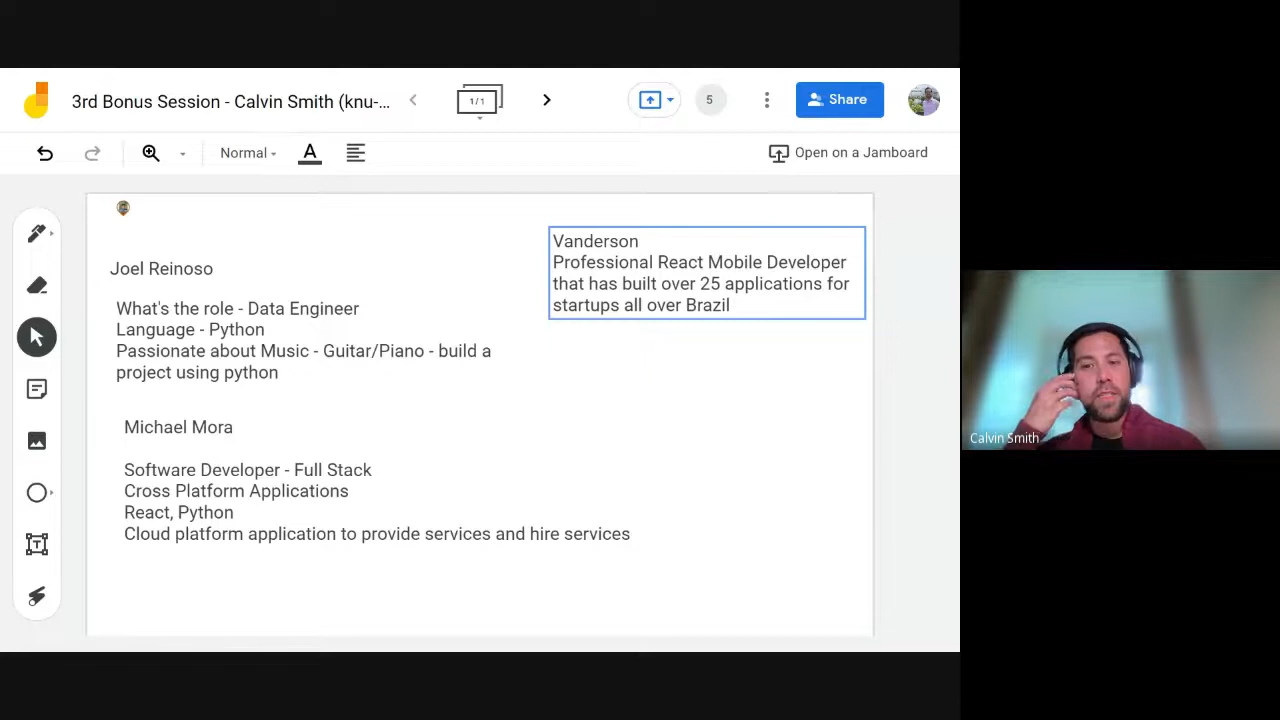 3rd Bonus Session - Calvin Smith (knu-...
1/1
5
Share
Normal
A
Open on a Jamboard
Vanderson
Professional React Mobile Developer
that has built over 25 applications for
startups all over Brazil
Joel Reinoso
What's the role - Data Engineer
Language - Python
Passionate about Music - Guitar/Piano - build a
project using python
Michael Mora
Software Developer - Full Stack
Cross Platform Applications
React, Python
Cloud platform application to provide services and hire services
Calvin Smith